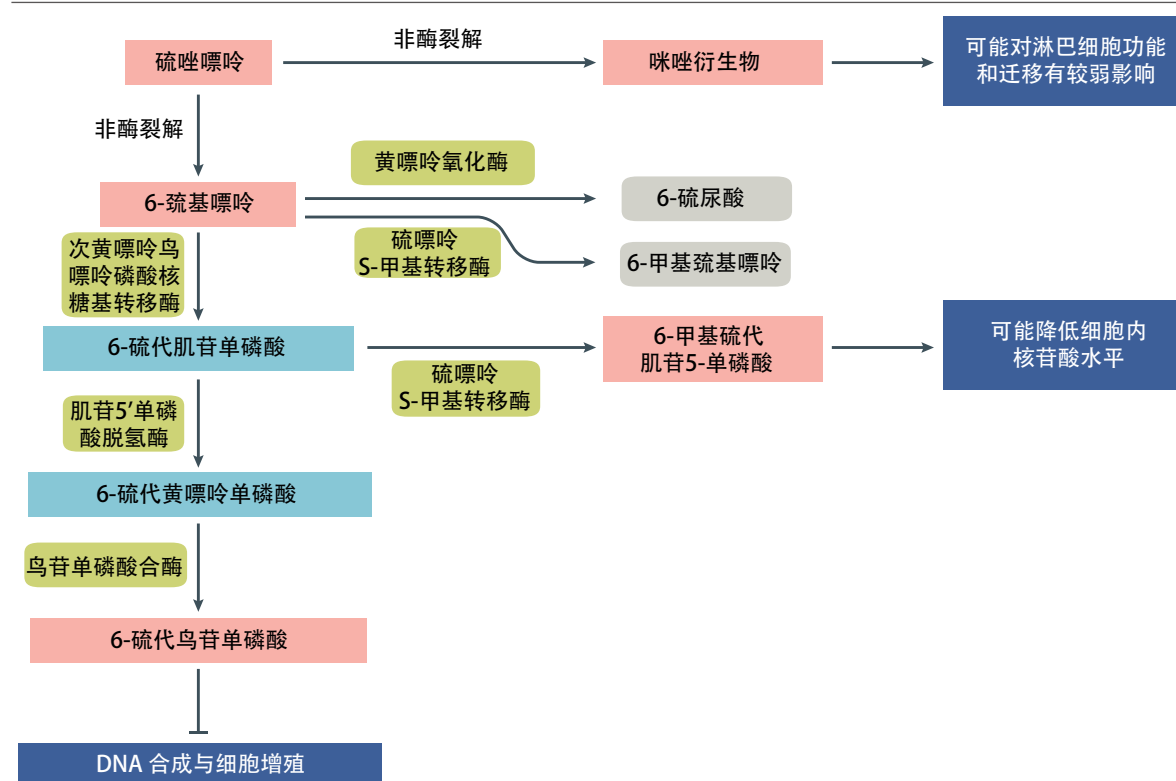 硫唑嘌呤
非酶裂解
咪唑衍生物
可能对淋巴细胞功能
和迁移有较弱影响
非酶裂解
黄嘌呤氧化酶
6-巯基嘌呤
6-硫尿酸
次黄嘌呤鸟
嘌呤磷酸核
糖基转移酶
硫嘌呤
S-甲基转移酶
6-甲基巯基嘌呤
6-硫代肌苷单磷酸
6-甲基硫代
肌苷5-单磷酸
可能降低细胞内
核苷酸水平
硫嘌呤
S-甲基转移酶
肌苷5′单磷
酸脱氢酶
6-硫代黄嘌呤单磷酸
鸟苷单磷酸合酶
6-硫代鸟苷单磷酸
DNA 合成与细胞增殖